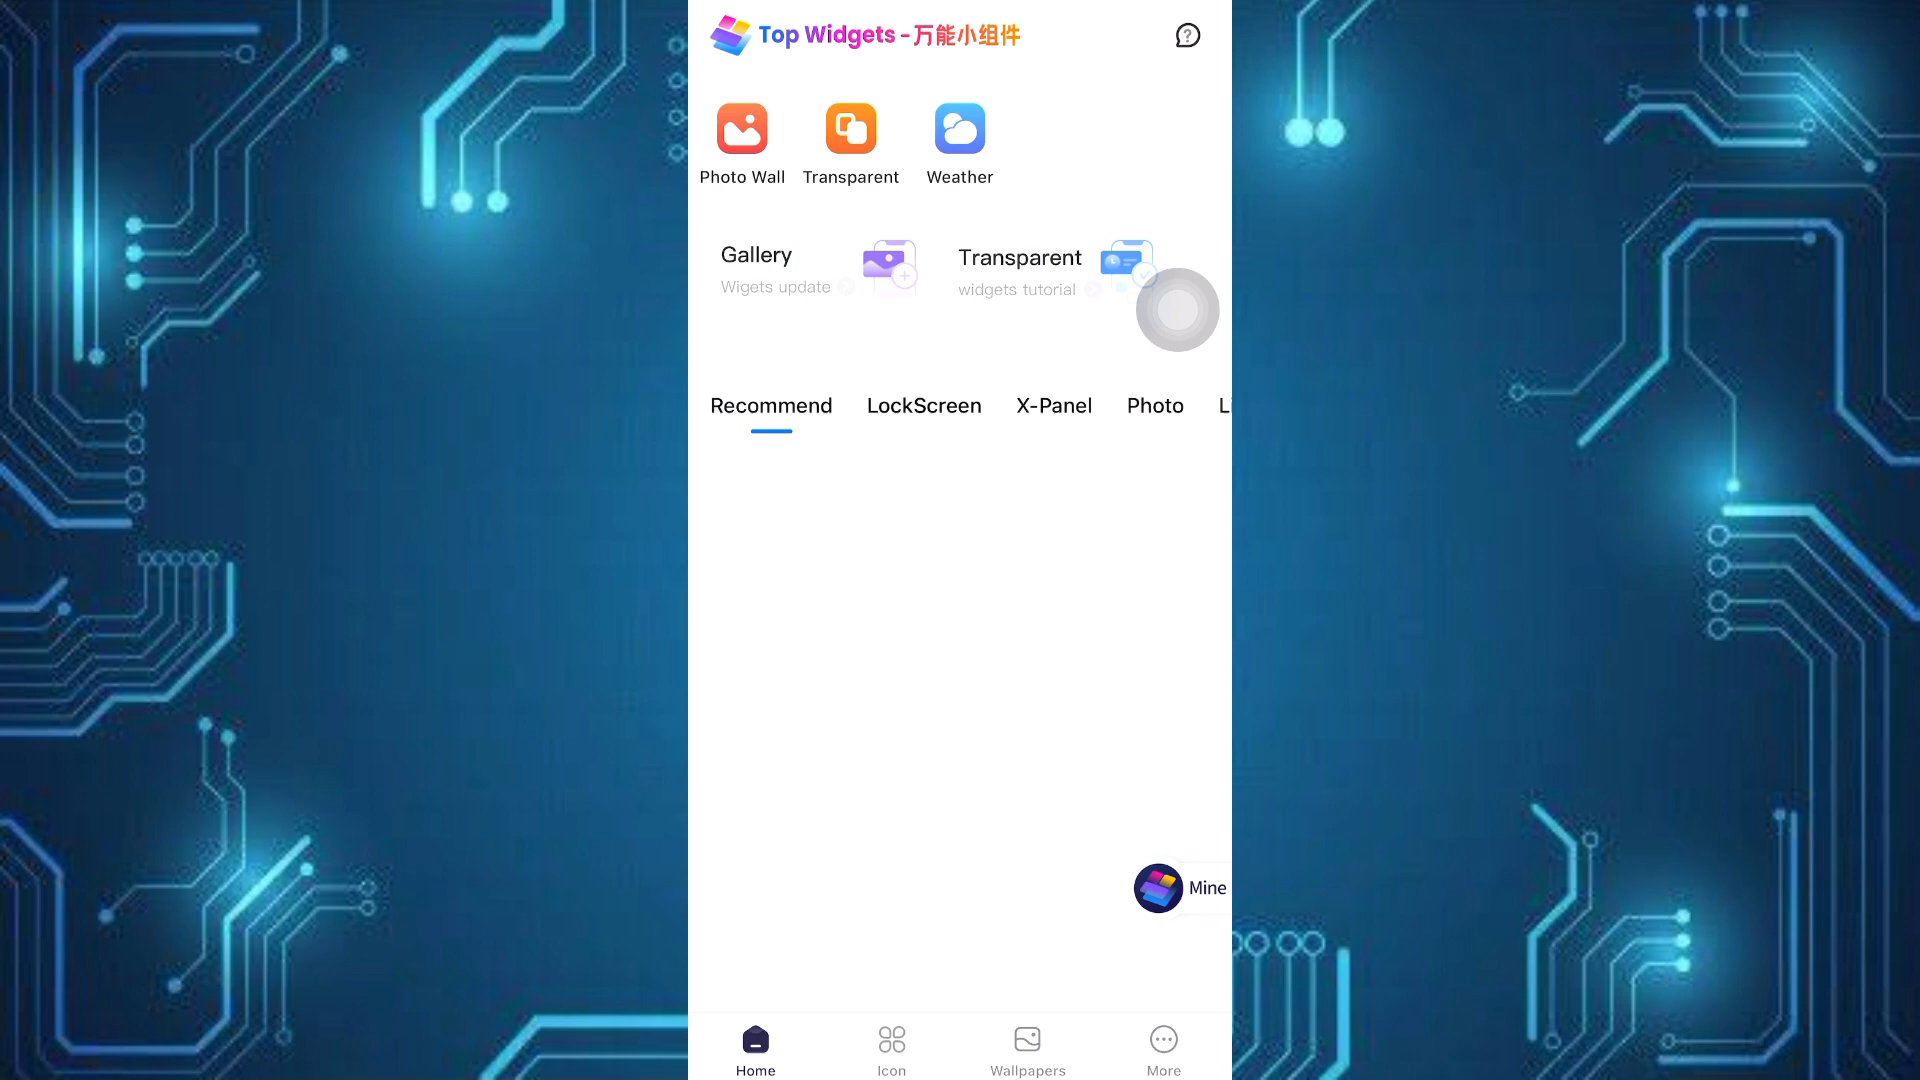 Top Widgets -万能小组件
Photo Wall
Transparent
Weather
Gallery
Wigets update
Transparent
widgets tutorial
Recommend
LockScreen
X-Panel
Photo
Mine
Home
Icon
Wallpapers
More